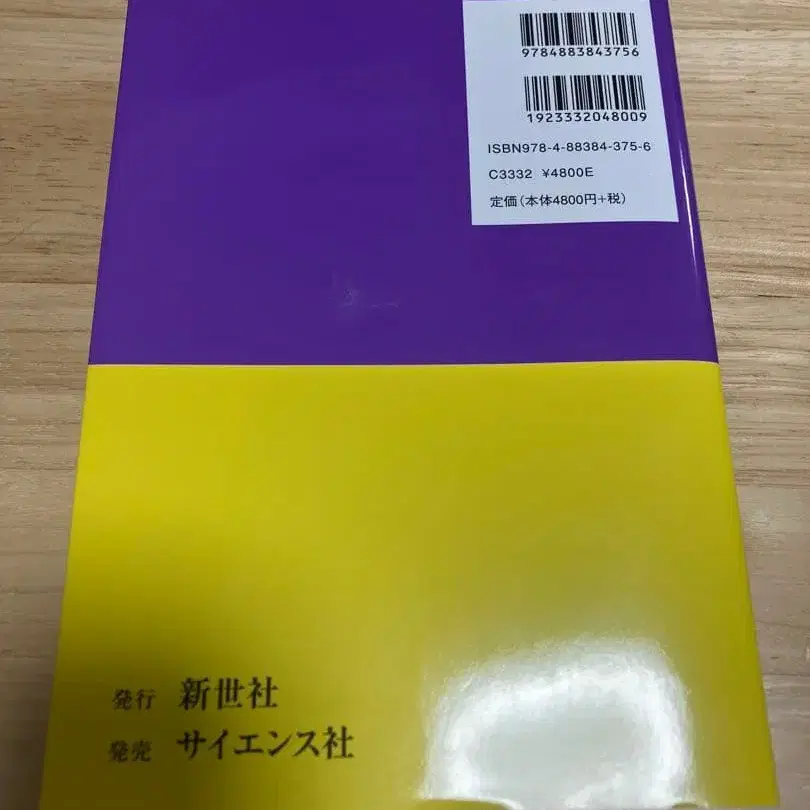 9784883843756
1923332048009
ISBN978-4-88384-375-6
C3332 ¥4800E
定価(本体4800円+税)
発行 新世社
発売 サイエンス社